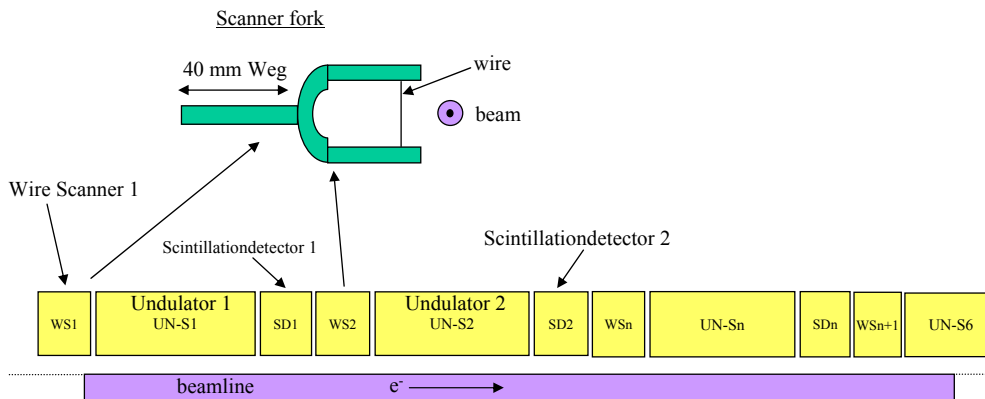 Scanner fork
40 mm Weg
wire
beam
Wire Scanner 1
Scintillationdetector 1
Scintillationdetector 2
WS1
Undulator 1
UN-S1
SD1
WS2
Undulator 2
UN-S2
SD2
WSn
UN-Sn
SDn
WSn+1
UN-S6
beamline
e-